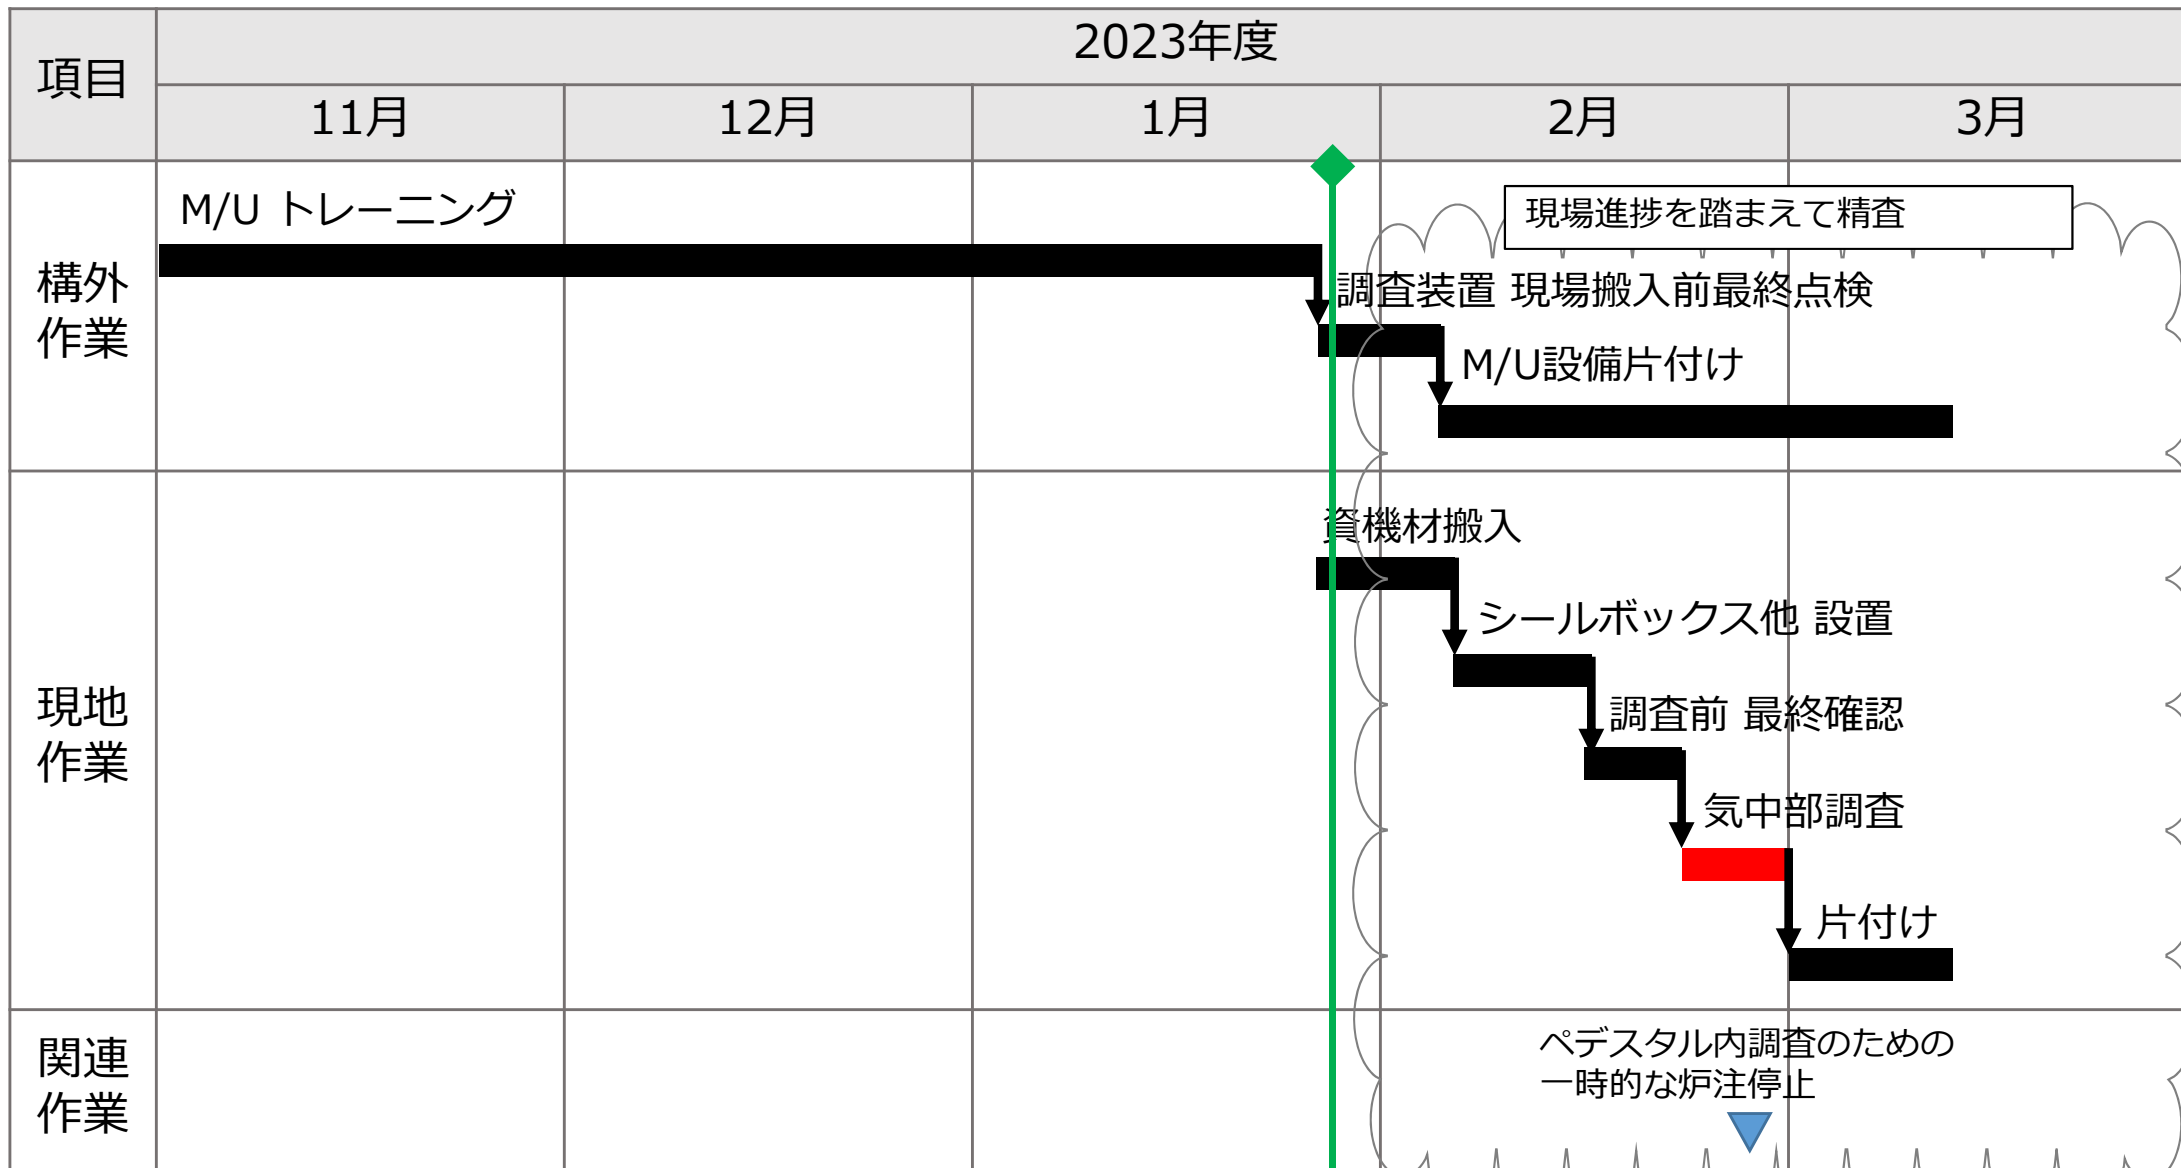 項目
2023年度
11月
12月
1月
2月
3月
構外
作業
M/U トレーニング
現場進捗を踏まえて精査
調査装置 現場搬入前最終点検
M/U設備片付け
現地
作業
資機材搬入
シールボックス他 設置
調査前 最終確認
気中部調査
片付け
関連
作業
ペデスタル内調査のための
一時的な炉注停止